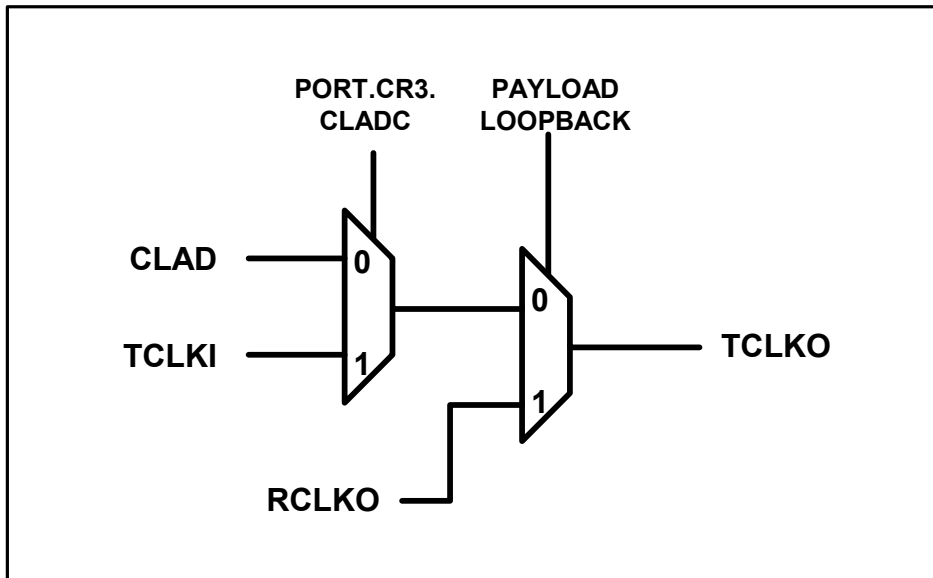 PORT.CR3.
CLADC
PAYLOAD
LOOPBACK
CLAD
0
TCLKI
1
0
1
TCLKO
RCLKO